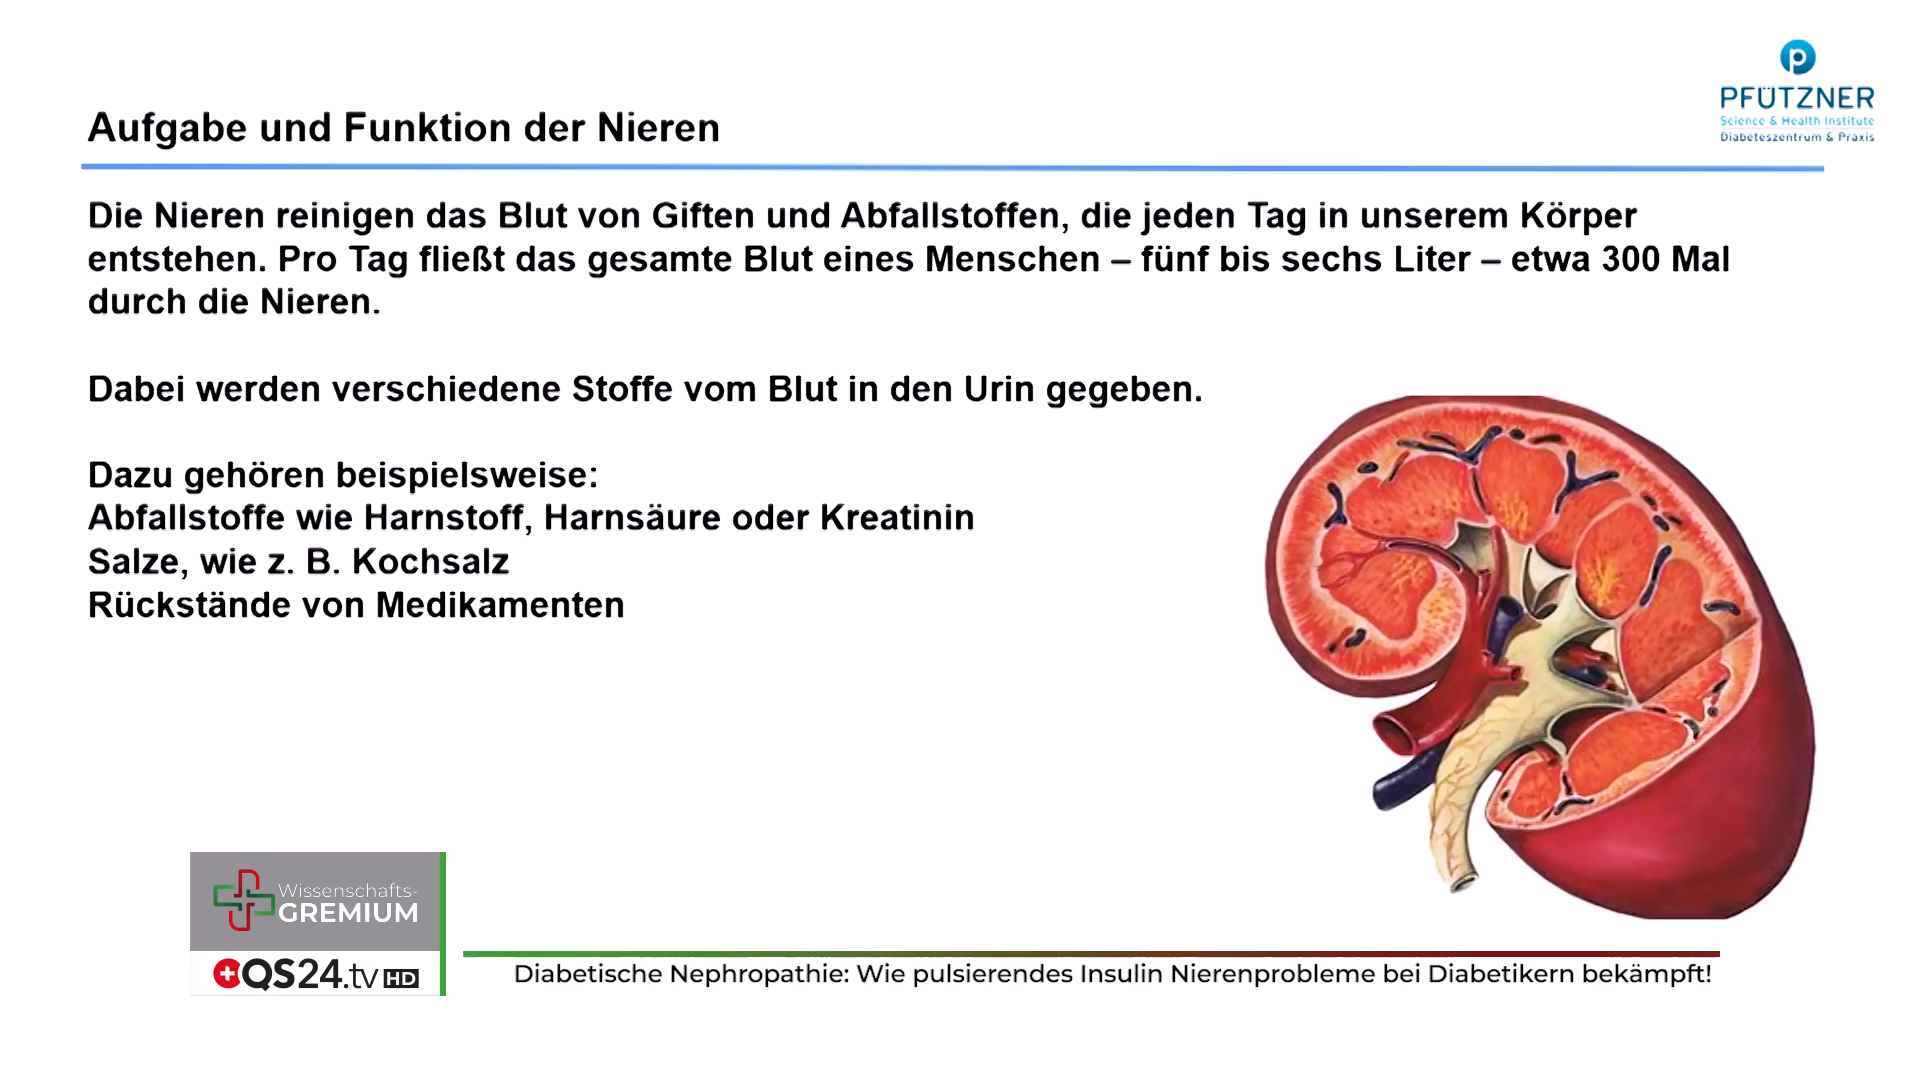 PFÜTZNER
Science & Health Institute
Diabeteszentrum & Praxis
Aufgabe und Funktion der Nieren
Die Nieren reinigen das Blut von Giften und Abfallstoffen, die jeden Tag in unserem Körper
entstehen. Pro Tag fließt das gesamte Blut eines Menschen – fünf bis sechs Liter – etwa 300 Mal
durch die Nieren.
Dabei werden verschiedene Stoffe vom Blut in den Urin gegeben.
Dazu gehören beispielsweise:
Abfallstoffe wie Harnstoff, Harnsäure oder Kreatinin
Salze, wie z. B. Kochsalz
Rückstände von Medikamenten
Wissenschafts-
GREMIUM
QS24.tv HD
Diabetische Nephropathie: Wie pulsierendes Insulin Nierenprobleme bei Diabetikern bekämpft!